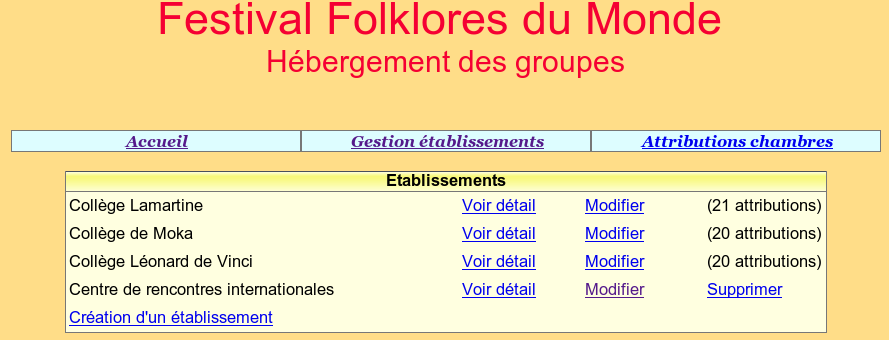 Festival Folklores du Monde
Hébergement des groupes
Accueil Gestion établissements Attributions chambres
Etablissements
Collège Lamartine Voir détail Modifier (21 attributions)
Collège de Moka Voir détail Modifier (20 attributions)
Collège Léonard de Vinci Voir détail Modifier (20 attributions)
Centre de rencontres internationales Voir détail Modifier Supprimer
Création d'un établissement